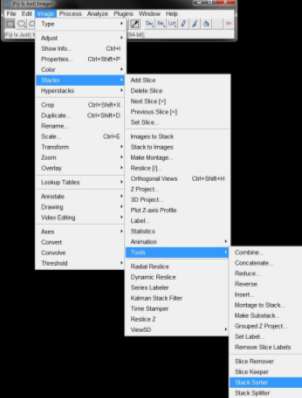 (Fiji Is Just) ImageJ
File Edit Image Process Analyze Plugins Window Help
Type
Adjust
Show Info... Ctrl+I
Properties... Ctrl+Shift+P
Color
Stacks
Hyperstacks
Crop Ctrl+Shift+X
Duplicate... Ctrl+Shift+D
Rename...
Scale... Ctrl+E
Transform
Zoom
Overlay
Lookup Tables
Annotate
Drawing
Video Editing
Axes
Convert
Convolve
Threshold
Add Slice
Delete Slice
Next Slice [>]
Previous Slice [<]
Set Slice...
Images to Stack
Stack to Images
Make Montage...
Reslice [/]...
Orthogonal Views Ctrl+Shift+H
Z Project...
3D Project...
Plot Z-axis Profile
Label...
Statistics
Animation
Tools
Radial Reslice
Dynamic Reslice
Series Labeler
Kalman Stack Filter
Time Stamper
Reslice Z
View5D
Combine...
Concatenate...
Reduce...
Reverse
Insert...
Montage to Stack...
Make Substack...
Grouped Z Project...
Set Label...
Remove Slice Labels
Slice Remover
Slice Keeper
Stack Sorter
Stack Splitter